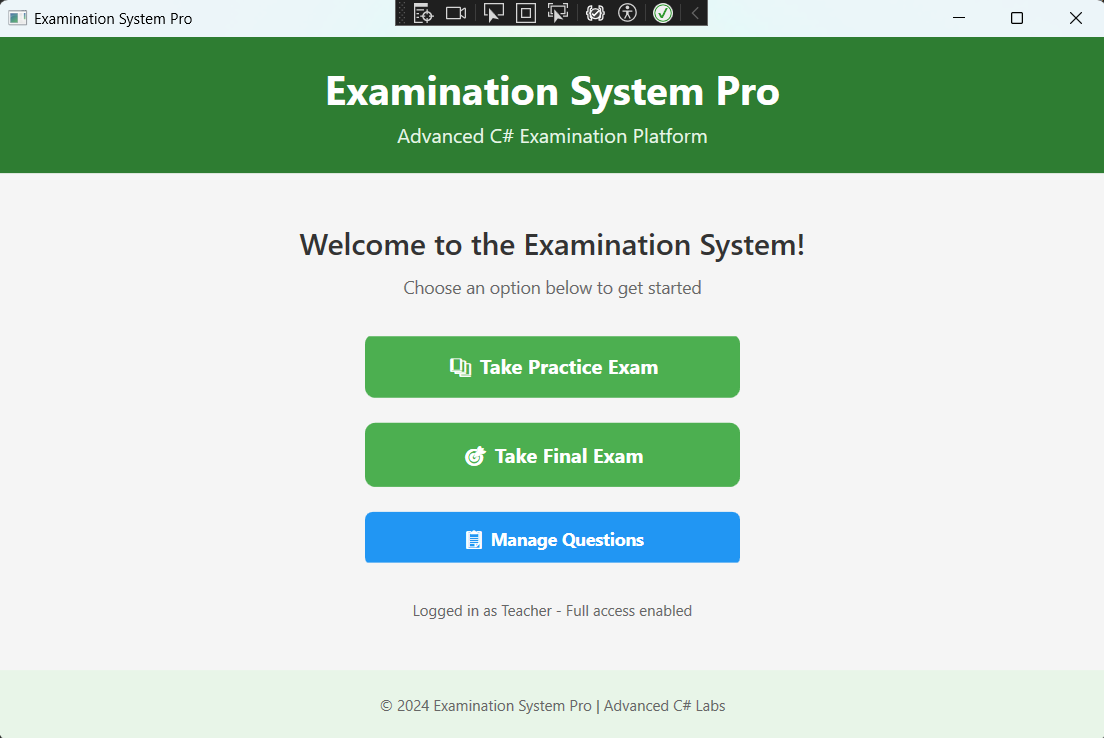 Examination System Pro
Examination System Pro
Advanced C# Examination Platform
Welcome to the Examination System!
Choose an option below to get started
Take Practice Exam
Take Final Exam
Manage Questions
Logged in as Teacher - Full access enabled
© 2024 Examination System Pro | Advanced C# Labs